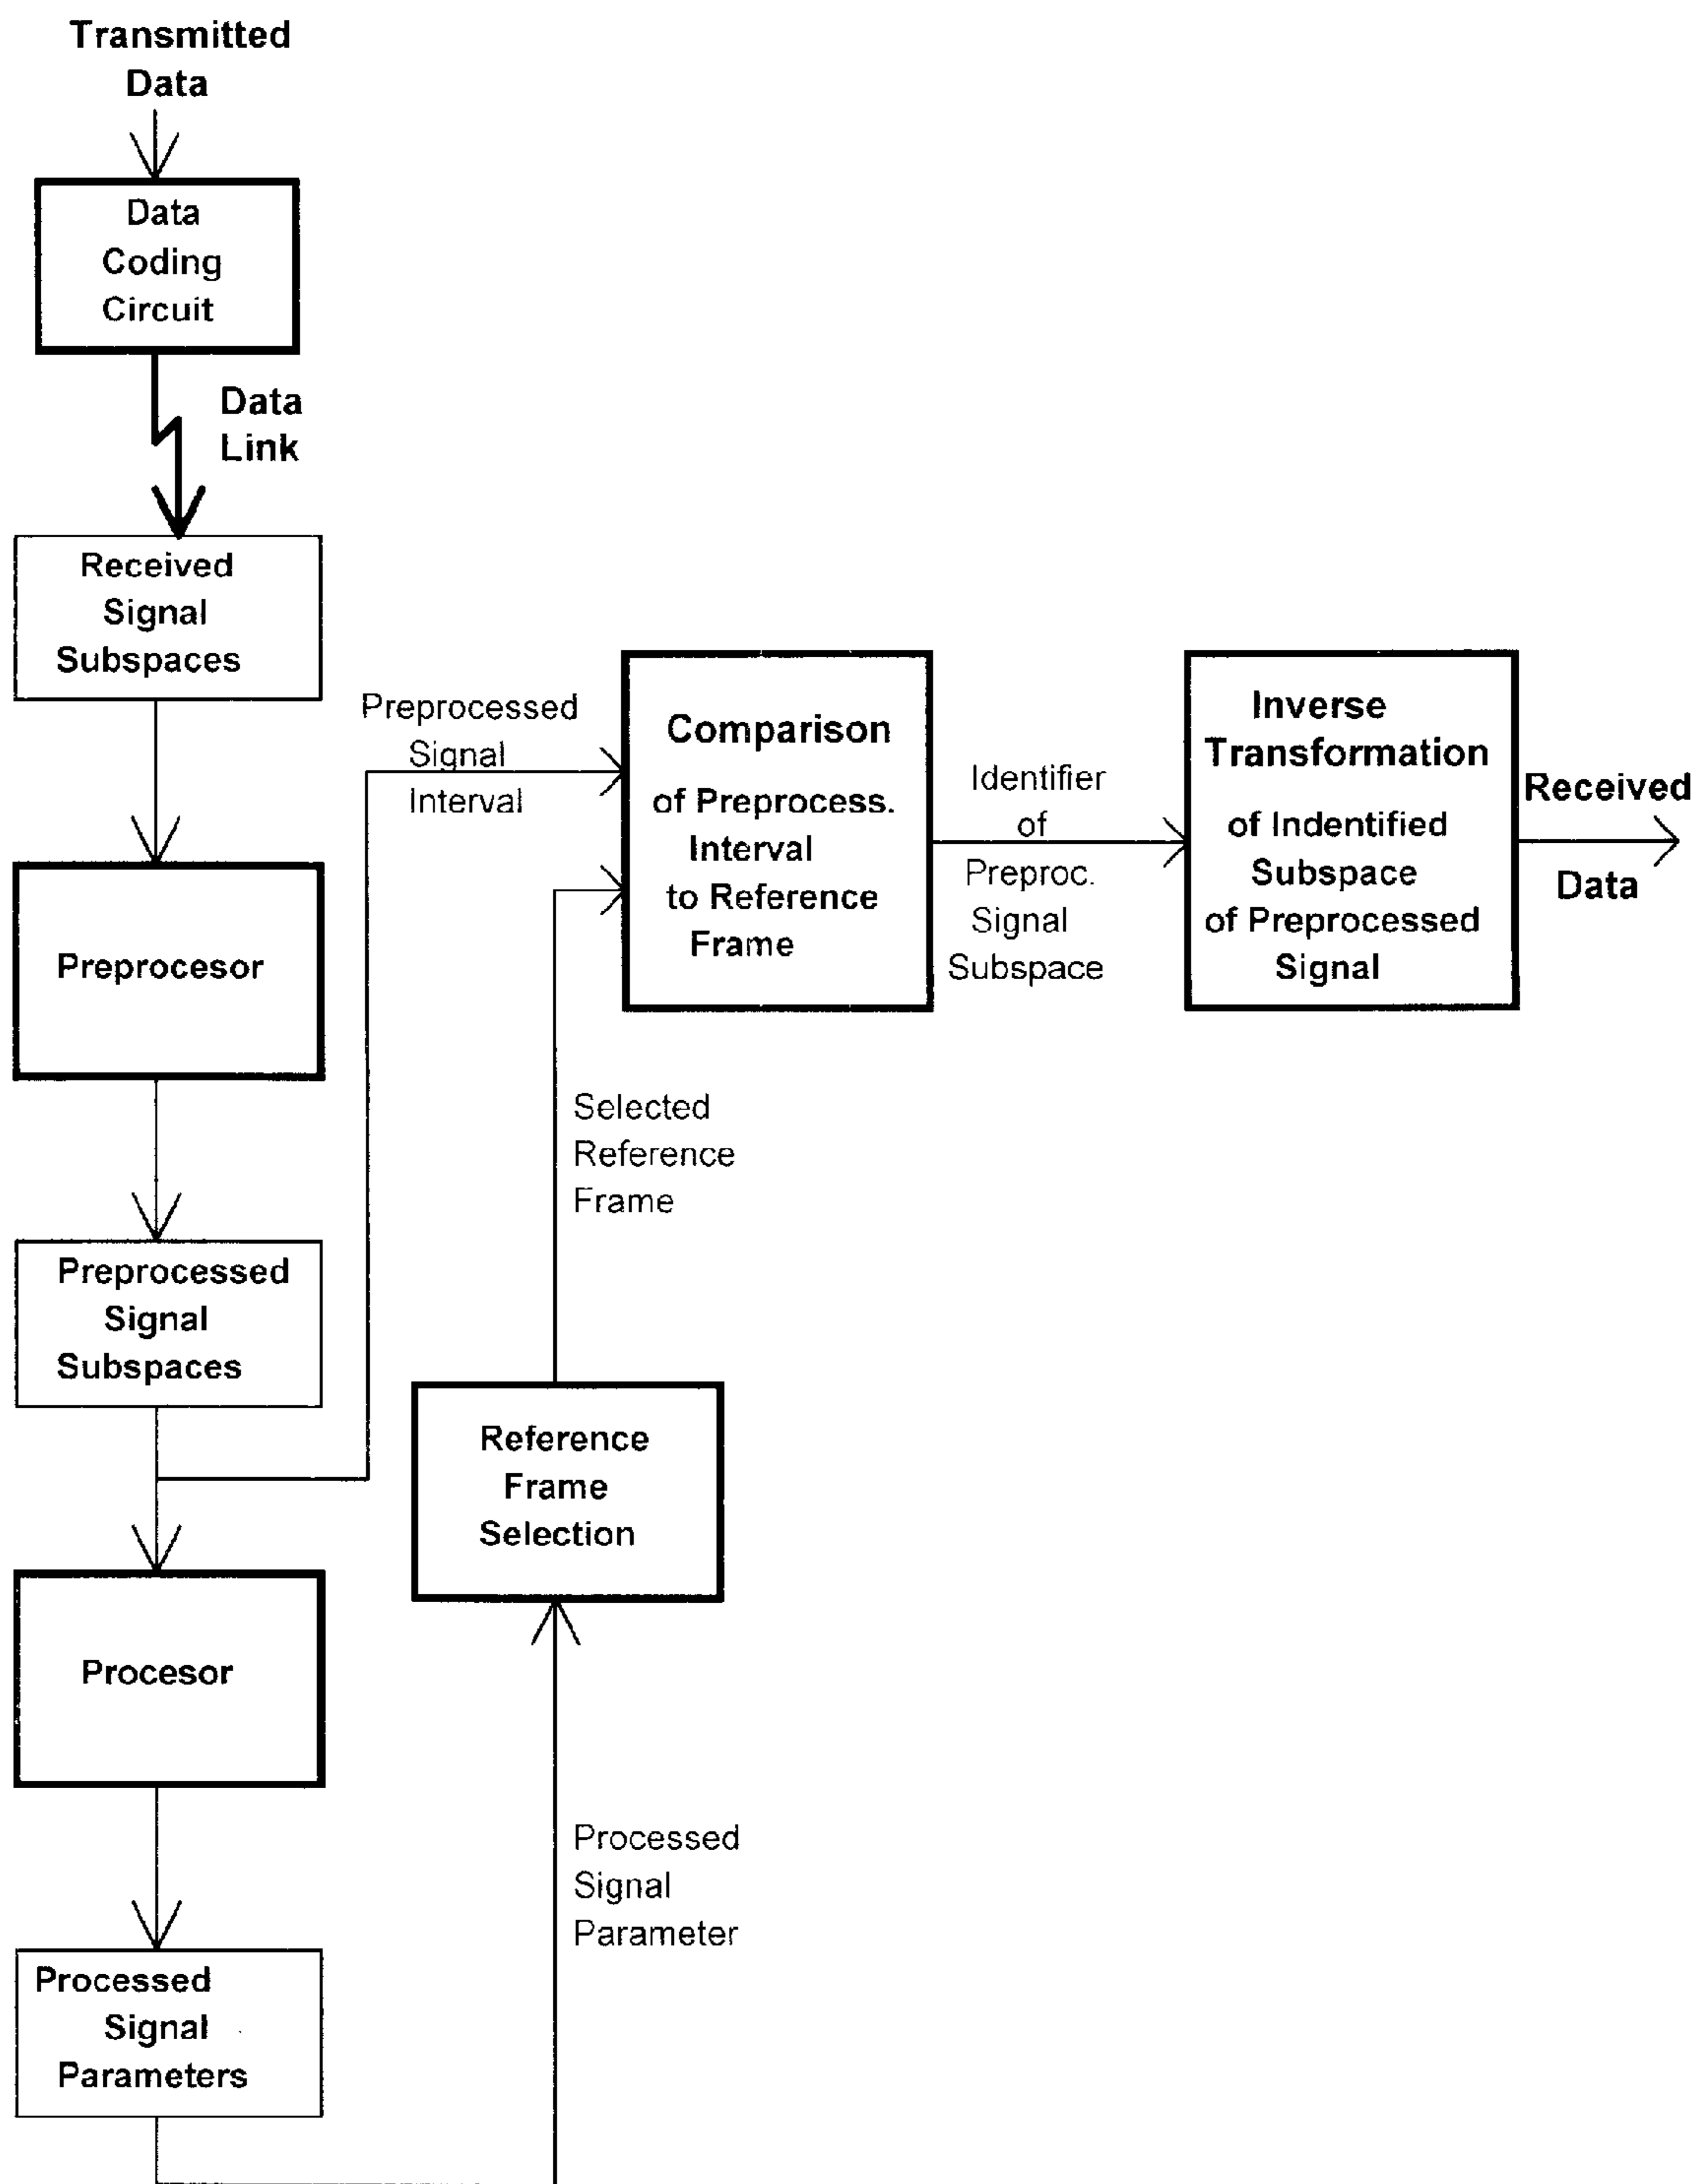 Transmitted
Data
Data
Coding
Circuit
Data
Link
Received
Signal
Subspaces
Preprocesor
Preprocessed
Signal
Subspaces
Procesor
Processed
Signal
Parameters
Preprocessed
Signal
Interval
Comparison
of Preprocess.
Interval
to Reference
Frame
Selected
Reference
Frame
Reference
Frame
Selection
Processed
Signal
Parameter
Identifier
of
Preproc.
Signal
Subspace
Inverse
Transformation
of Indentified
Subspace
of Preprocessed
Signal
Received
Data